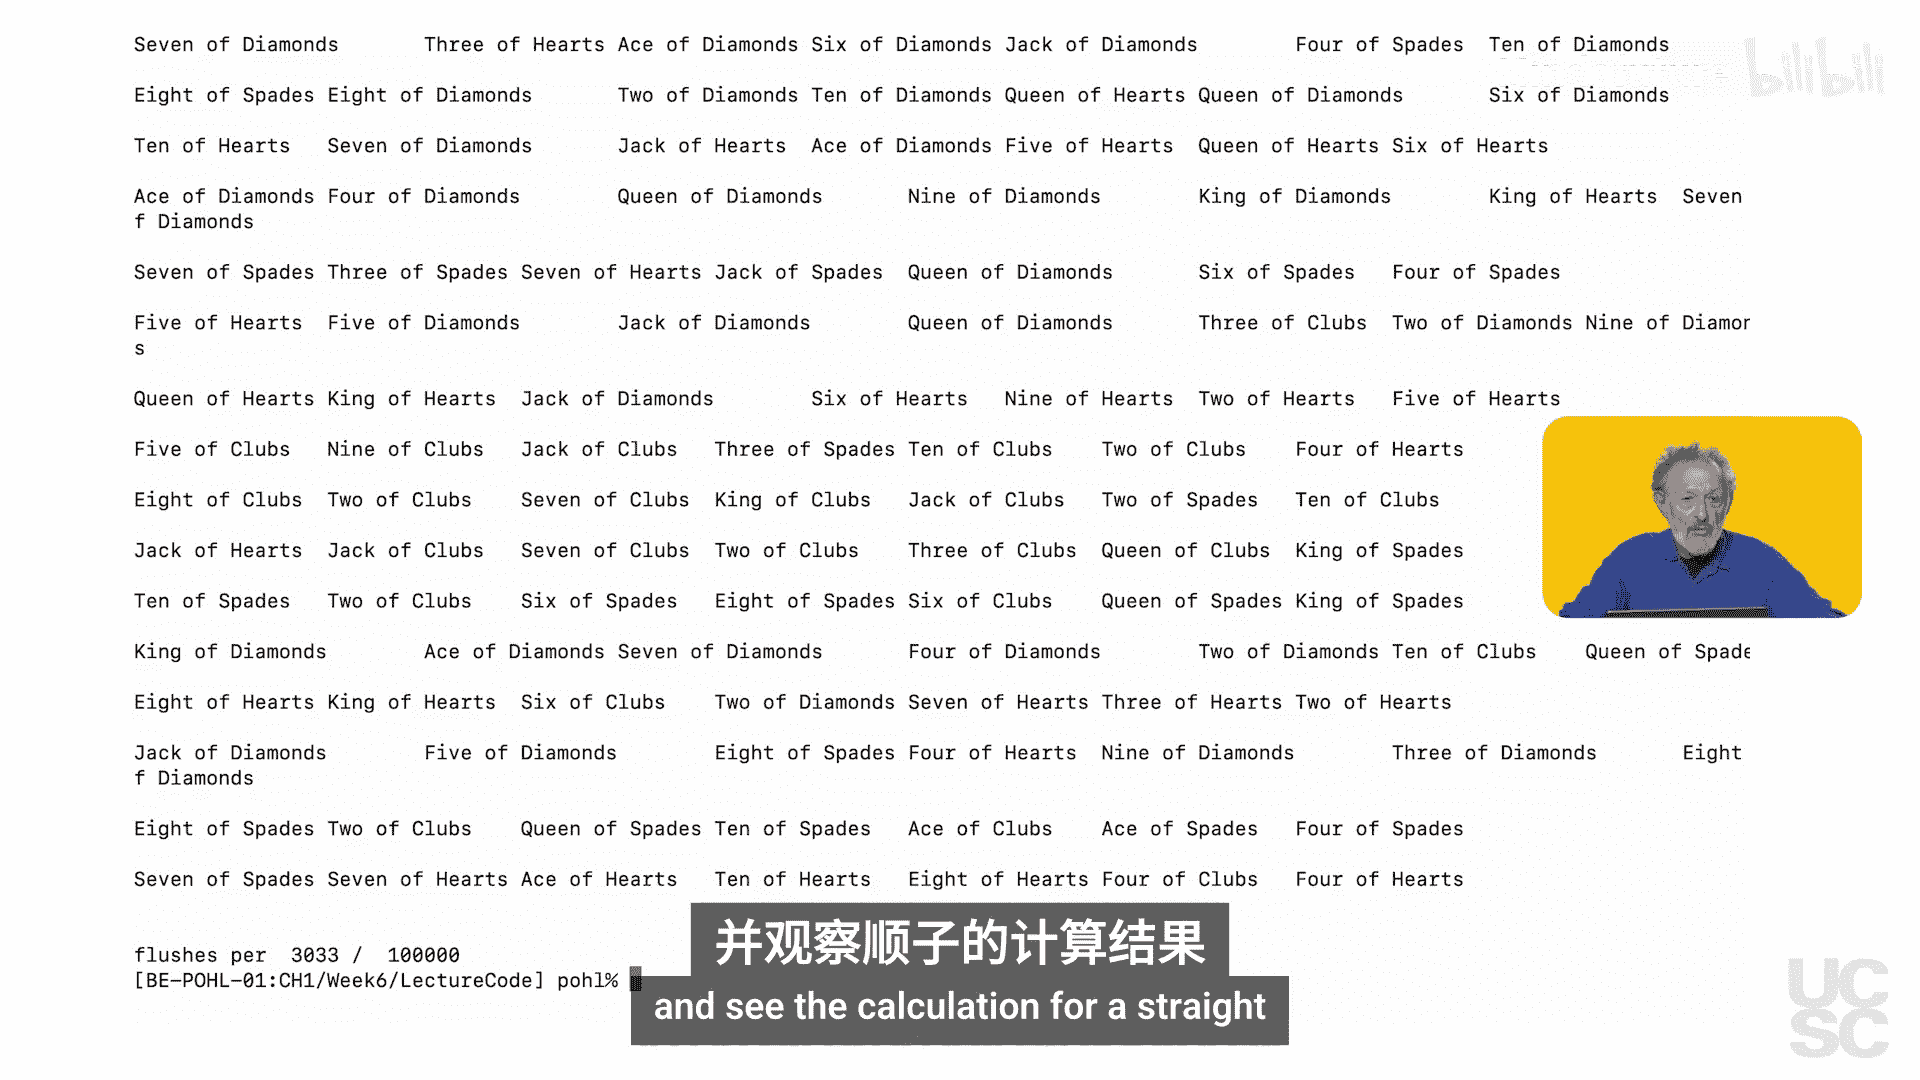 Seven of Diamonds Three of Hearts Ace of Diamonds Six of Diamonds Jack of Diamonds Four of Spades Ten of Diamonds
bilibili
Eight of Spades Eight of Diamonds Two of Diamonds Ten of Diamonds Queen of Hearts Queen of Diamonds Six of Diamonds
Ten of Hearts Seven of Diamonds Jack of Hearts Ace of Diamonds Five of Hearts Queen of Hearts Six of Hearts
Ace of Diamonds Four of Diamonds Queen of Diamonds Nine of Diamonds King of Diamonds King of Hearts Seven
f Diamonds
Seven of Spades Three of Spades Seven of Hearts Jack of Spades Queen of Diamonds Six of Spades Four of Spades
Five of Hearts Five of Diamonds Jack of Diamonds Queen of Diamonds Three of Clubs Two of Diamonds Nine of Diamon
s
Queen of Hearts King of Hearts Jack of Diamonds Six of Hearts Nine of Hearts Two of Hearts Five of Hearts
Five of Clubs Nine of Clubs Jack of Clubs Three of Spades Ten of Clubs Two of Clubs Four of Hearts
Eight of Clubs Two of Clubs Seven of Clubs King of Clubs Jack of Clubs Two of Spades Ten of Clubs
Jack of Hearts Jack of Clubs Seven of Clubs Two of Clubs Three of Clubs Queen of Clubs King of Spades
Ten of Spades Two of Clubs Six of Spades Eight of Spades Six of Clubs Queen of Spades King of Spades
King of Diamonds Ace of Diamonds Seven of Diamonds Four of Diamonds Two of Diamonds Ten of Clubs Queen of Spade
Eight of Hearts King of Hearts Six of Clubs Two of Diamonds Seven of Hearts Three of Hearts Two of Hearts
Jack of Diamonds Five of Diamonds Eight of Spades Four of Hearts Nine of Diamonds Three of Diamonds Eight
f Diamonds
Eight of Spades Two of Clubs Queen of Spades Ten of Spades Ace of Clubs Ace of Spades Four of Spades
Seven of Spades Seven of Hearts Ace of Hearts Ten of Hearts Eight of Hearts Four of Clubs Four of Hearts
flushes per 3033 / 100000
[BE-POHL-01:CH1/Week6/LectureCode] pohl%
并观察顺子的计算结果
and see the calculation for a straight
UC
SC